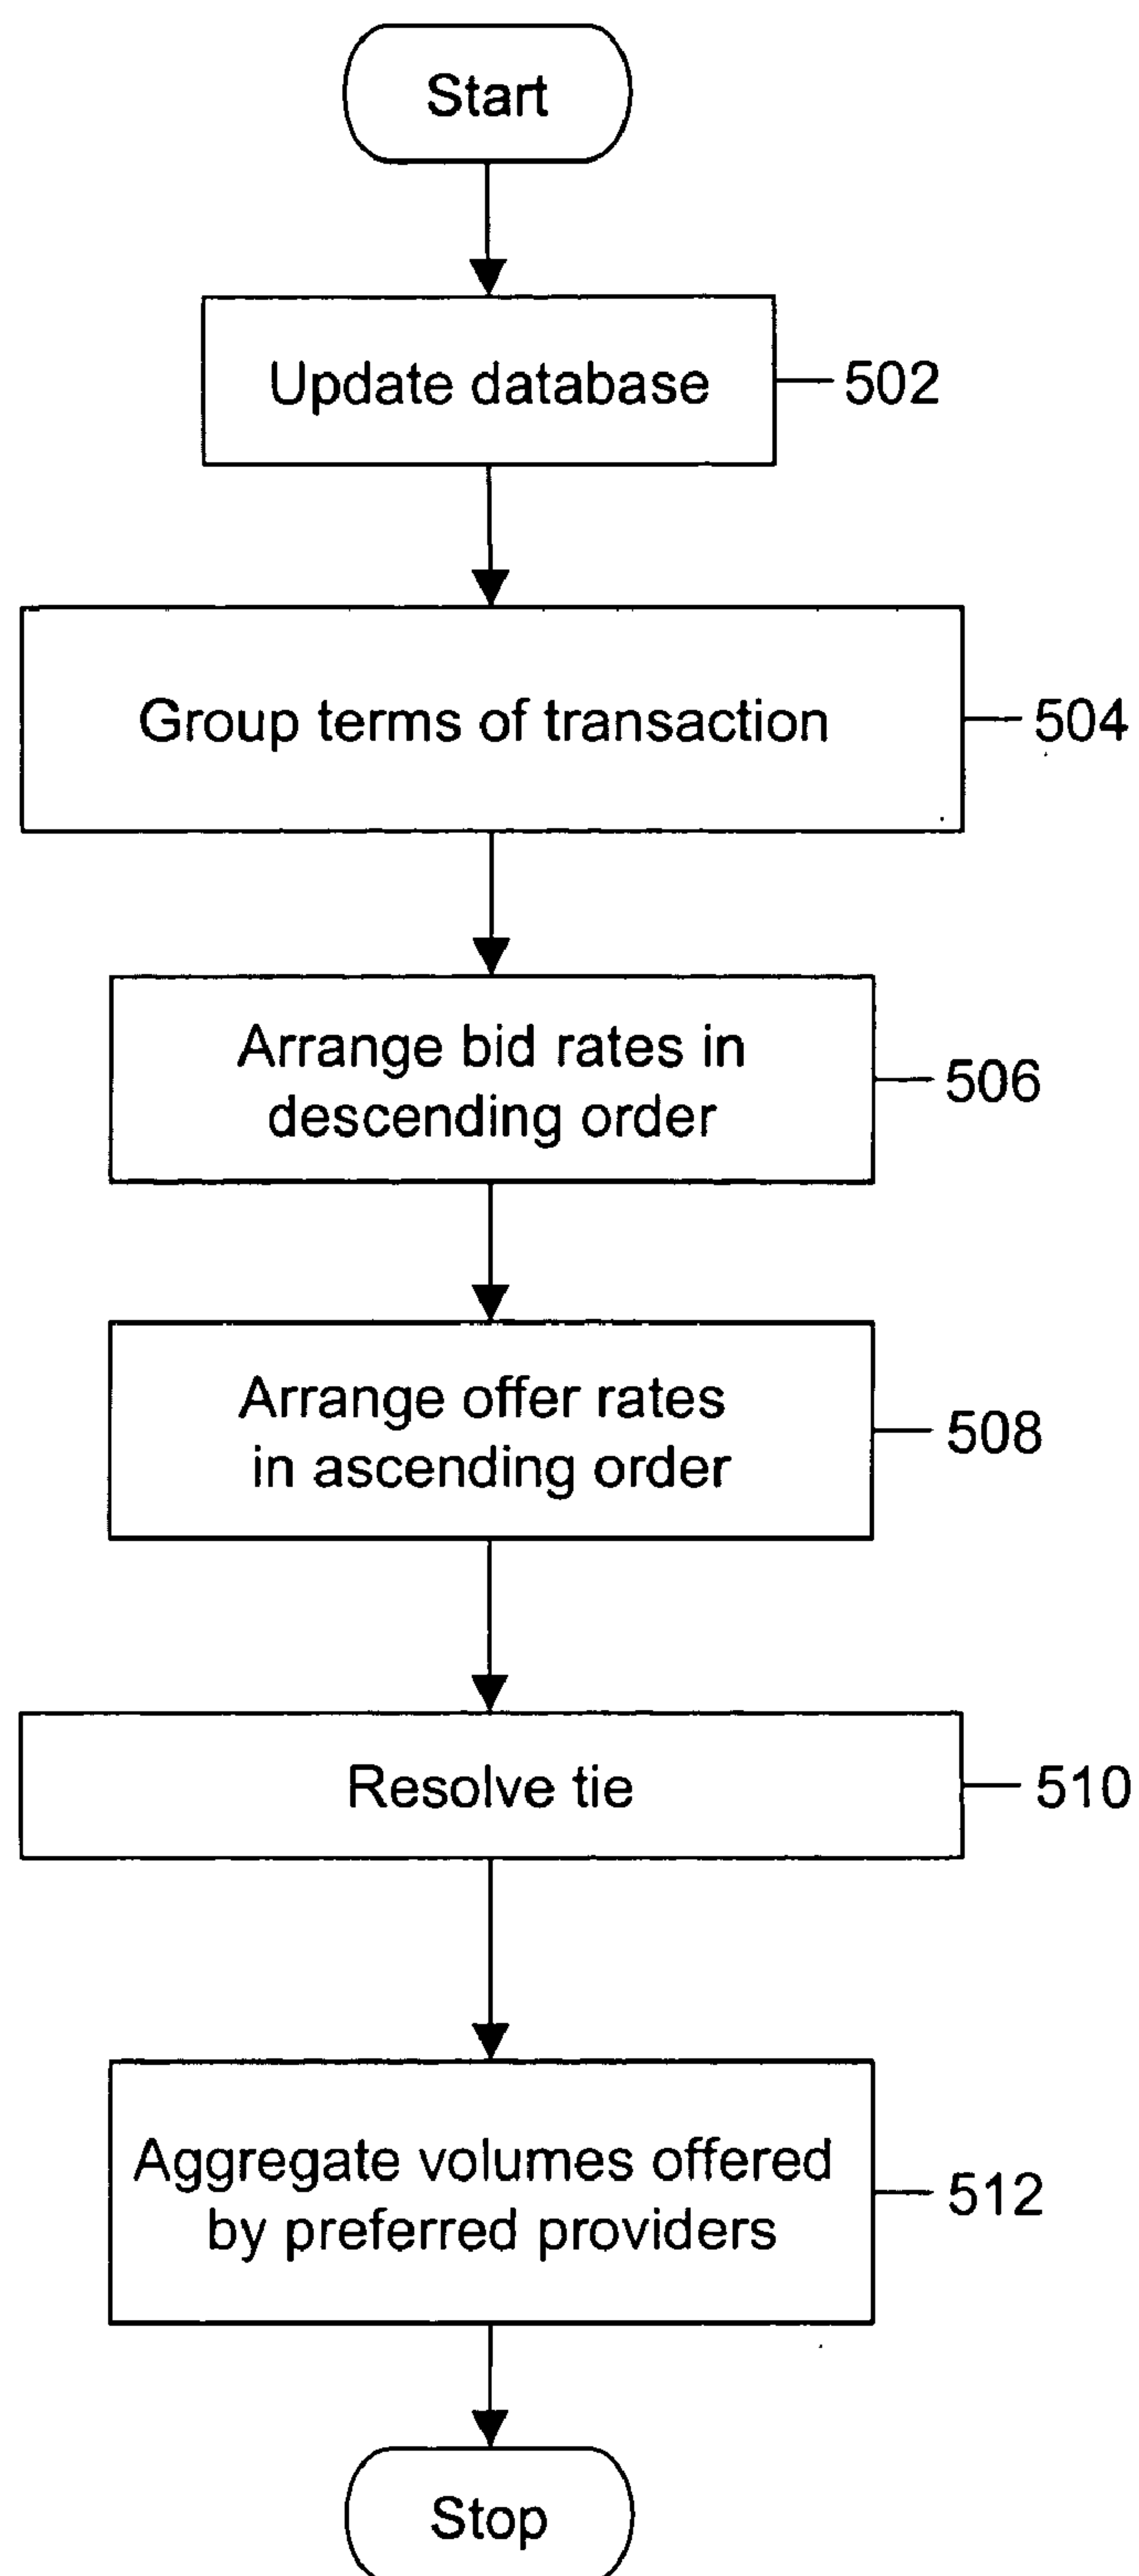 Start
Update database
502
Group terms of transaction
504
Arrange bid rates in
descending order
506
Arrange offer rates
in ascending order
508
Resolve tie
510
Aggregate volumes offered
by preferred providers
512
Stop